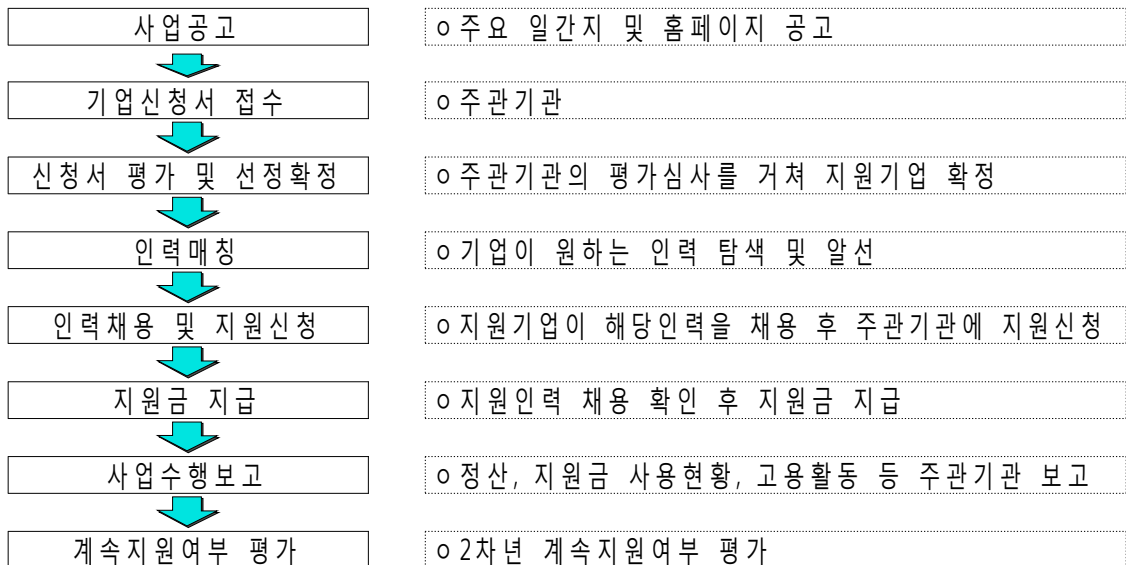 사업공고
o 주요 일간지 및 홈페이지 공고
기업신청서 접수
o 주관기관
신청서 평가 및 선정확정
o 주관기관의 평가심사를 거쳐 지원기업 확정
인력매칭
o 기업이 원하는 인력 탐색 및 알선
인력채용 및 지원신청
o 지원기업이 해당인력을 채용 후 주관기관에 지원신청
지원금 지급
o 지원인력 채용 확인 후 지원금 지급
사업수행보고
o 정산, 지원금 사용현황, 고용활동 등 주관기관 보고
계속지원여부 평가
o 2차년 계속지원여부 평가